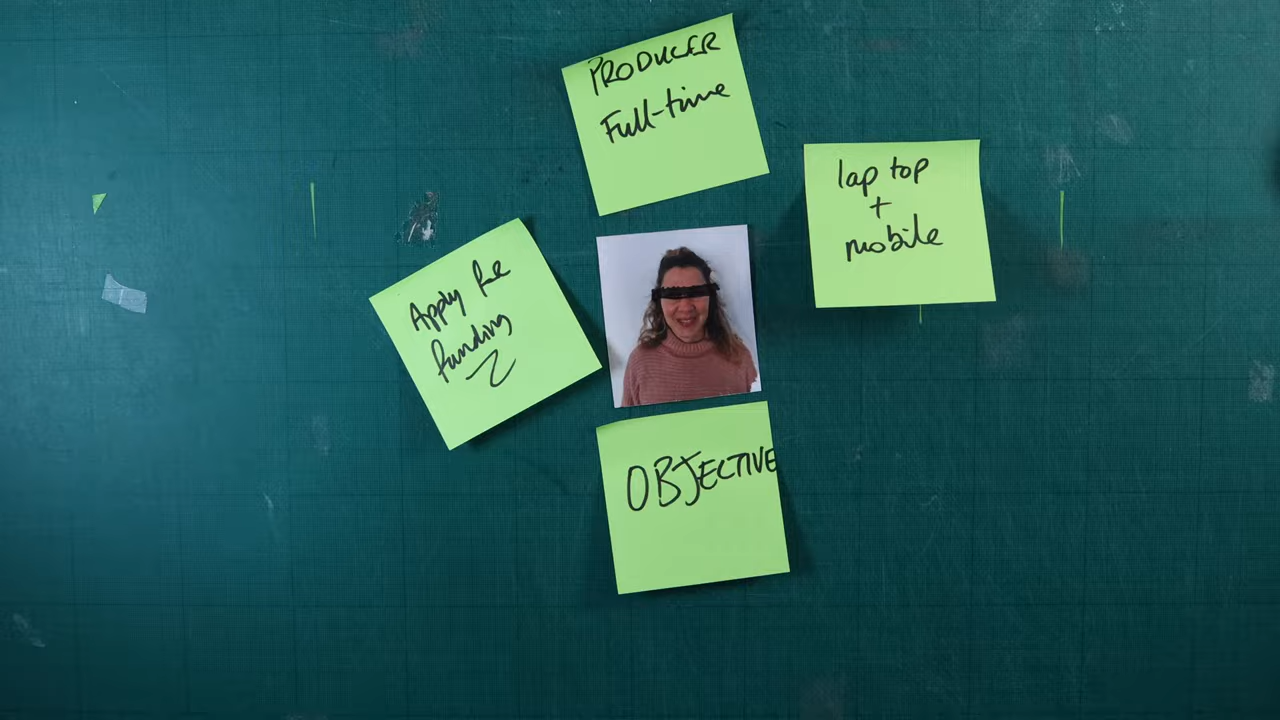 PRODUCER
Full-time
lap top
+
mobile
Apply for
funding
OBJECTIVE